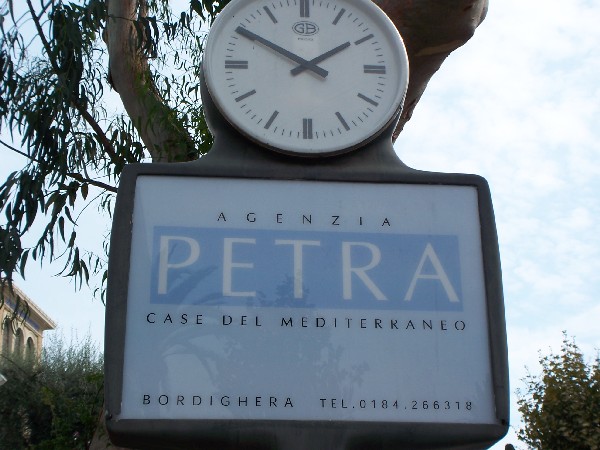 GB
AGENZIA
PETRA
CASE DEL MEDITERRANEO
BORDIGHERA TEL.0184.266318